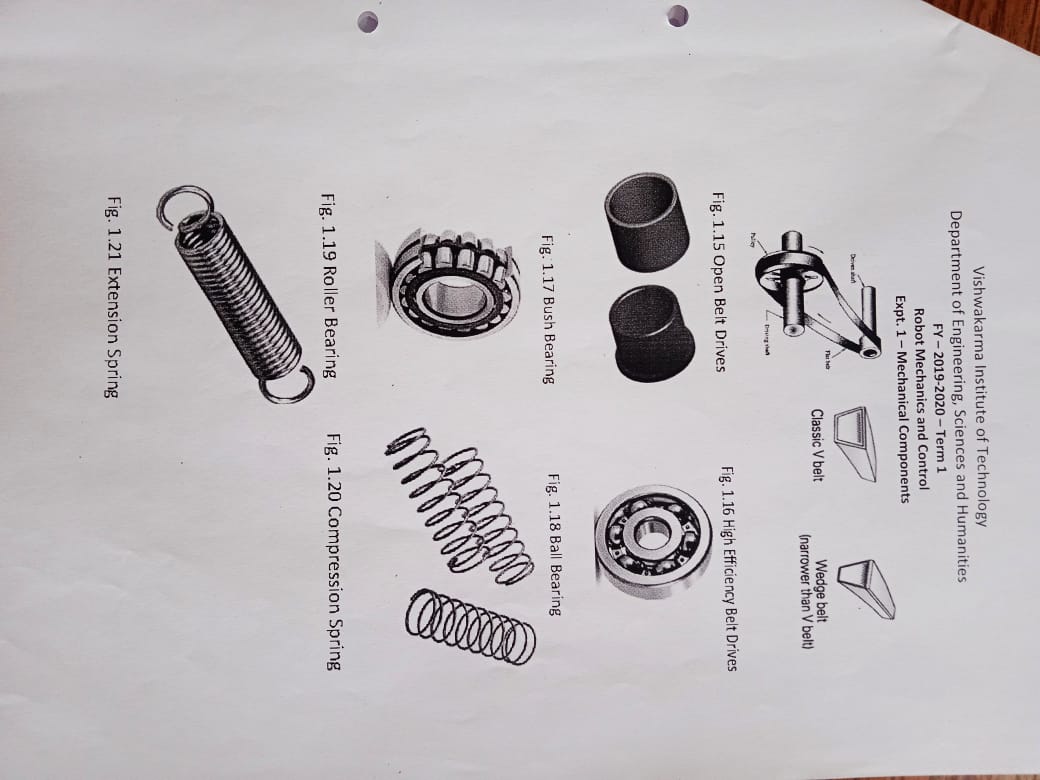 Vishwakarma Institute of Technology
Department of Engineering, Sciences and Humanities
FY – 2019-2020 – Term 1
Robot Mechanics and Control
Expt. 1 – Mechanical Components
Driven shaft
Pulley
Driving shaft
Flat belt
Classic V belt
Wedge belt
(narrower than V belt)
Fig. 1.15 Open Belt Drives
Fig. 1.16 High Efficiency Belt Drives
Fig. 1.17 Bush Bearing
Fig. 1.18 Ball Bearing
Fig. 1.19 Roller Bearing
Fig. 1.20 Compression Spring
Fig. 1.21 Extension Spring